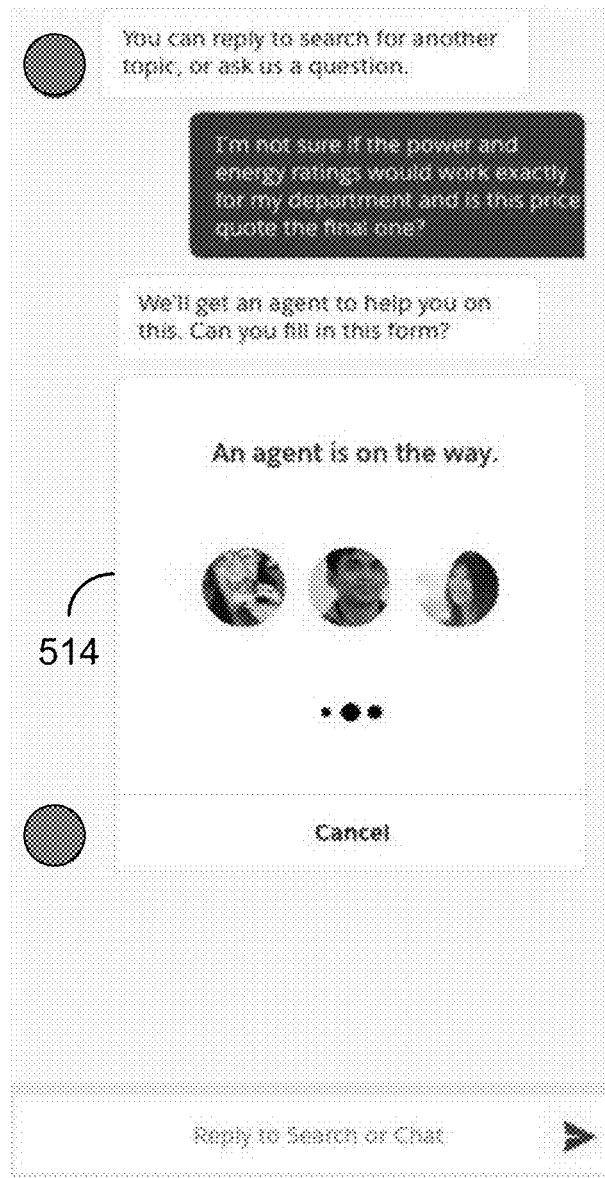 You can reply to search for another
topic, or ask us a question.
I'm not sure if the power and
energy ratings would work exactly
for my department and is this price
quote the final one?
We'll get an agent to help you on
this. Can you fill in this form?
An agent is on the way.
514
Cancel
Reply to Search or Chat